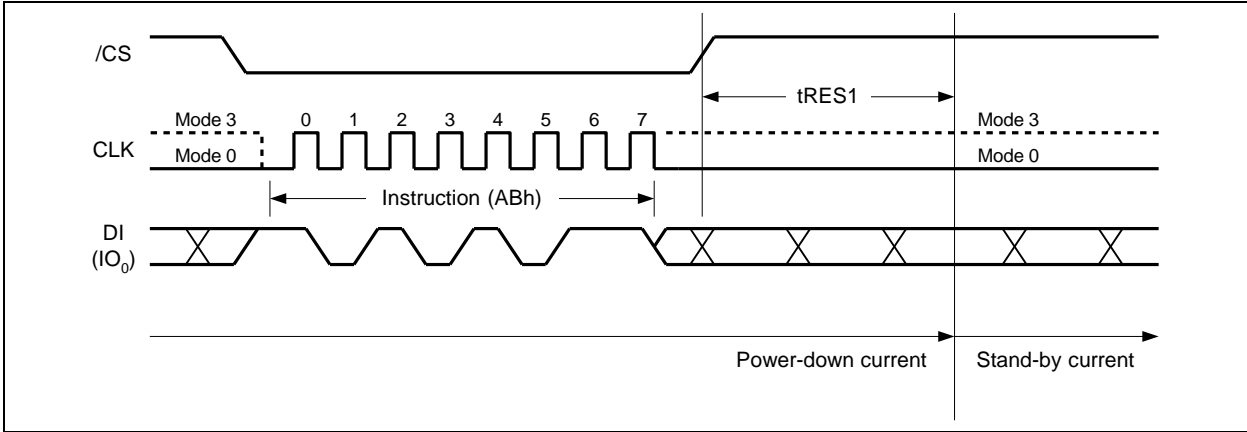 /CS
tRES1
Mode 3 0 1 2 3 4 5 6 7 Mode 3
CLK
Mode 0 Mode 0
Instruction (ABh)
DI
(IO₀)
Power-down current Stand-by current